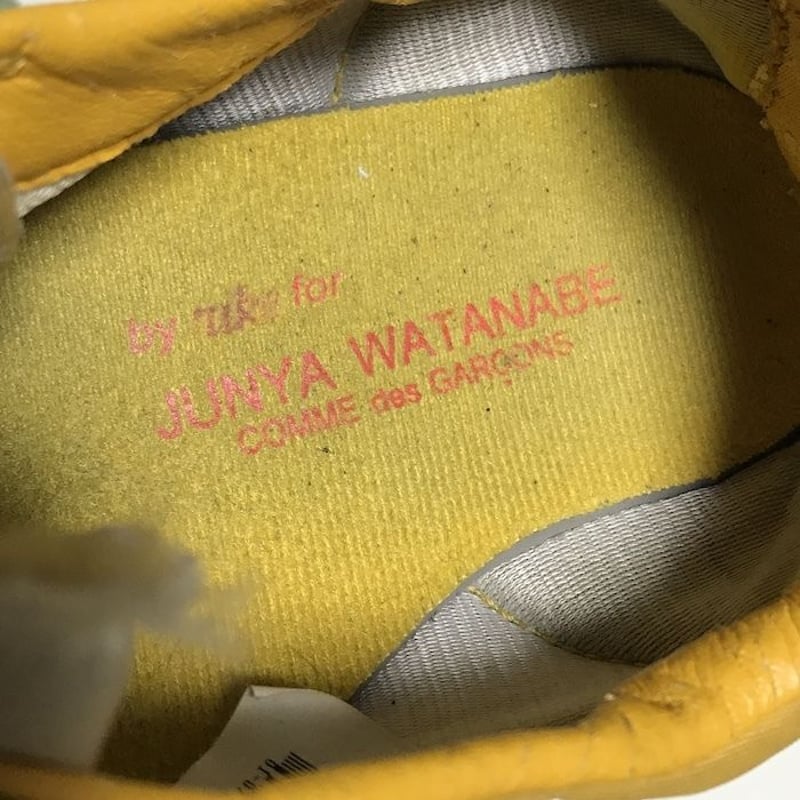 by nike for
JUNYA WATANABE
COMME des GARÇONS